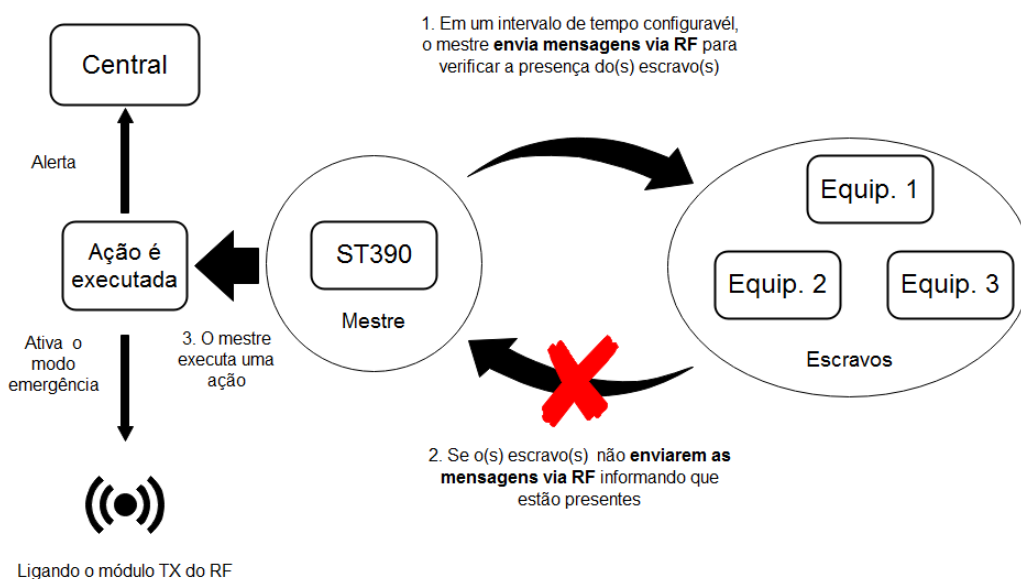 1. Em um intervalo de tempo configuravél,
o mestre envia mensagens via RF para
verificar a presença do(s) escravo(s)
Central
Alerta
Ação é
executada
ST390
Mestre
Equip. 1
Equip. 2
Equip. 3
Escravos
Ativa o
modo
emergência
3. O mestre
executa uma
ação
2. Se o(s) escravo(s) não enviarem as
mensagens via RF informando que
estão presentes
Ligando o módulo TX do RF